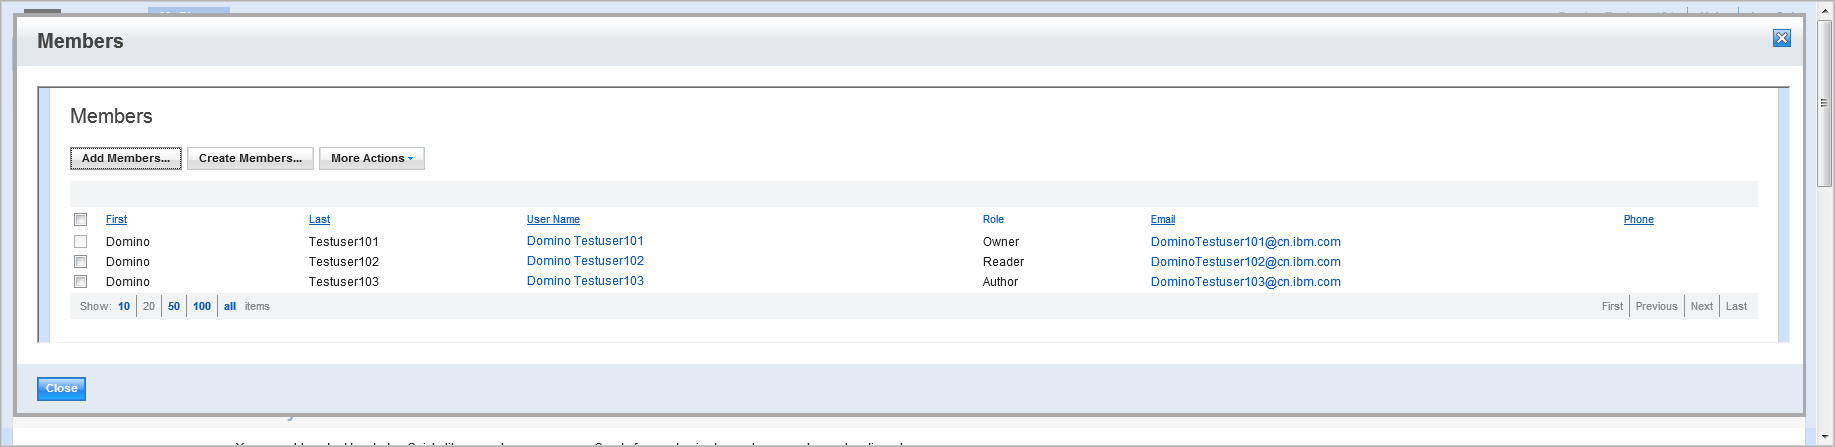 Members
Members
Add Members... Create Members... More Actions
First Last User Name Role Email Phone
Domino Testuser101 Domino Testuser101 Owner DominoTestuser101@cn.ibm.com
Domino Testuser102 Domino Testuser102 Reader DominoTestuser102@cn.ibm.com
Domino Testuser103 Domino Testuser103 Author DominoTestuser103@cn.ibm.com
Show: 10 20 50 100 all items First Previous Next Last
Close